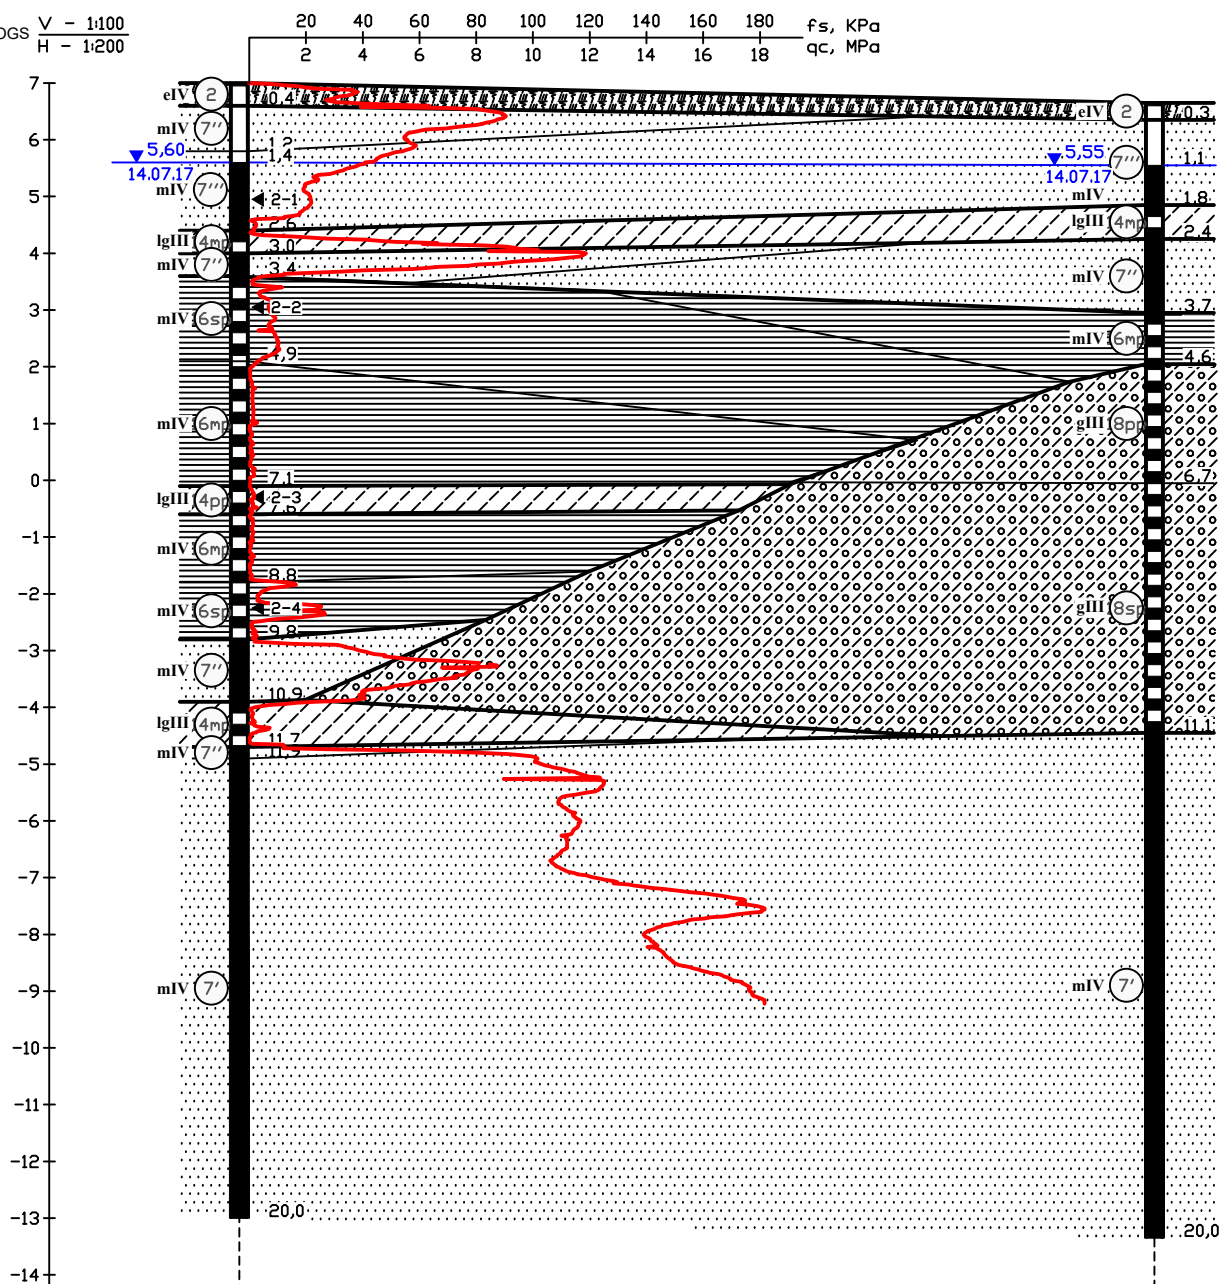 DGS V - 1:100
H - 1:200
20 40 60 80 100 120 140 160 180 fs, KPa
2 4 6 8 10 12 14 16 18 qc, MPa
7
6
5
4
3
2
1
0
-1
-2
-3
-4
-5
-6
-7
-8
-9
-10
-11
-12
-13
-14
eIV 2 0,4
mIV 7'' 1,2
5,60 1,4
14.07.17
mIV 7''' 2-1
2,6
lgIII 4mp 3,0
mIV 7'' 3,4
2-2
mIV 6sp
4,9
mIV 6mp
7,1
lgIII 4pp 2-3
7,6
mIV 6mp
8,8
mIV 6sp 2-4
9,8
mIV 7''
10,9
lgIII 4mp
11,7
mIV 7'' 11,9
mIV 7'
20,0
eIV 2 0,3
5,55 7''' 1,1
14.07.17
mIV 1,8
lgIII 4mp 2,4
mIV 7''
3,7
mIV 6mp
4,6
gIII 8pp
6,7
gIII 8sp
11,1
mIV 7'
20,0